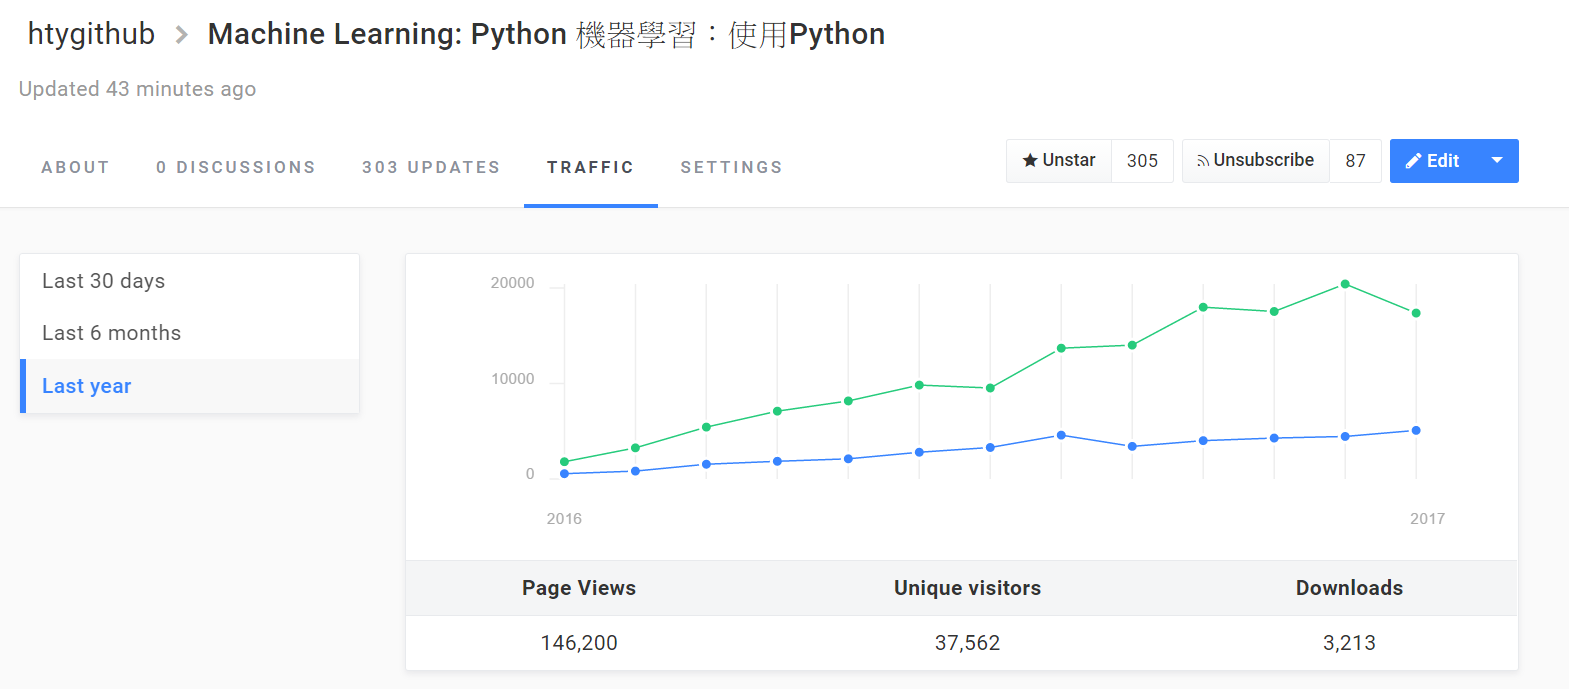 htygithub > Machine Learning: Python 機器學習：使用Python
Updated 43 minutes ago
ABOUT 0 DISCUSSIONS 303 UPDATES TRAFFIC SETTINGS
Unstar 305 Unsubscribe 87 Edit
Last 30 days
Last 6 months
Last year
20000
10000
0
2016 2017
Page Views Unique visitors Downloads
146,200 37,562 3,213